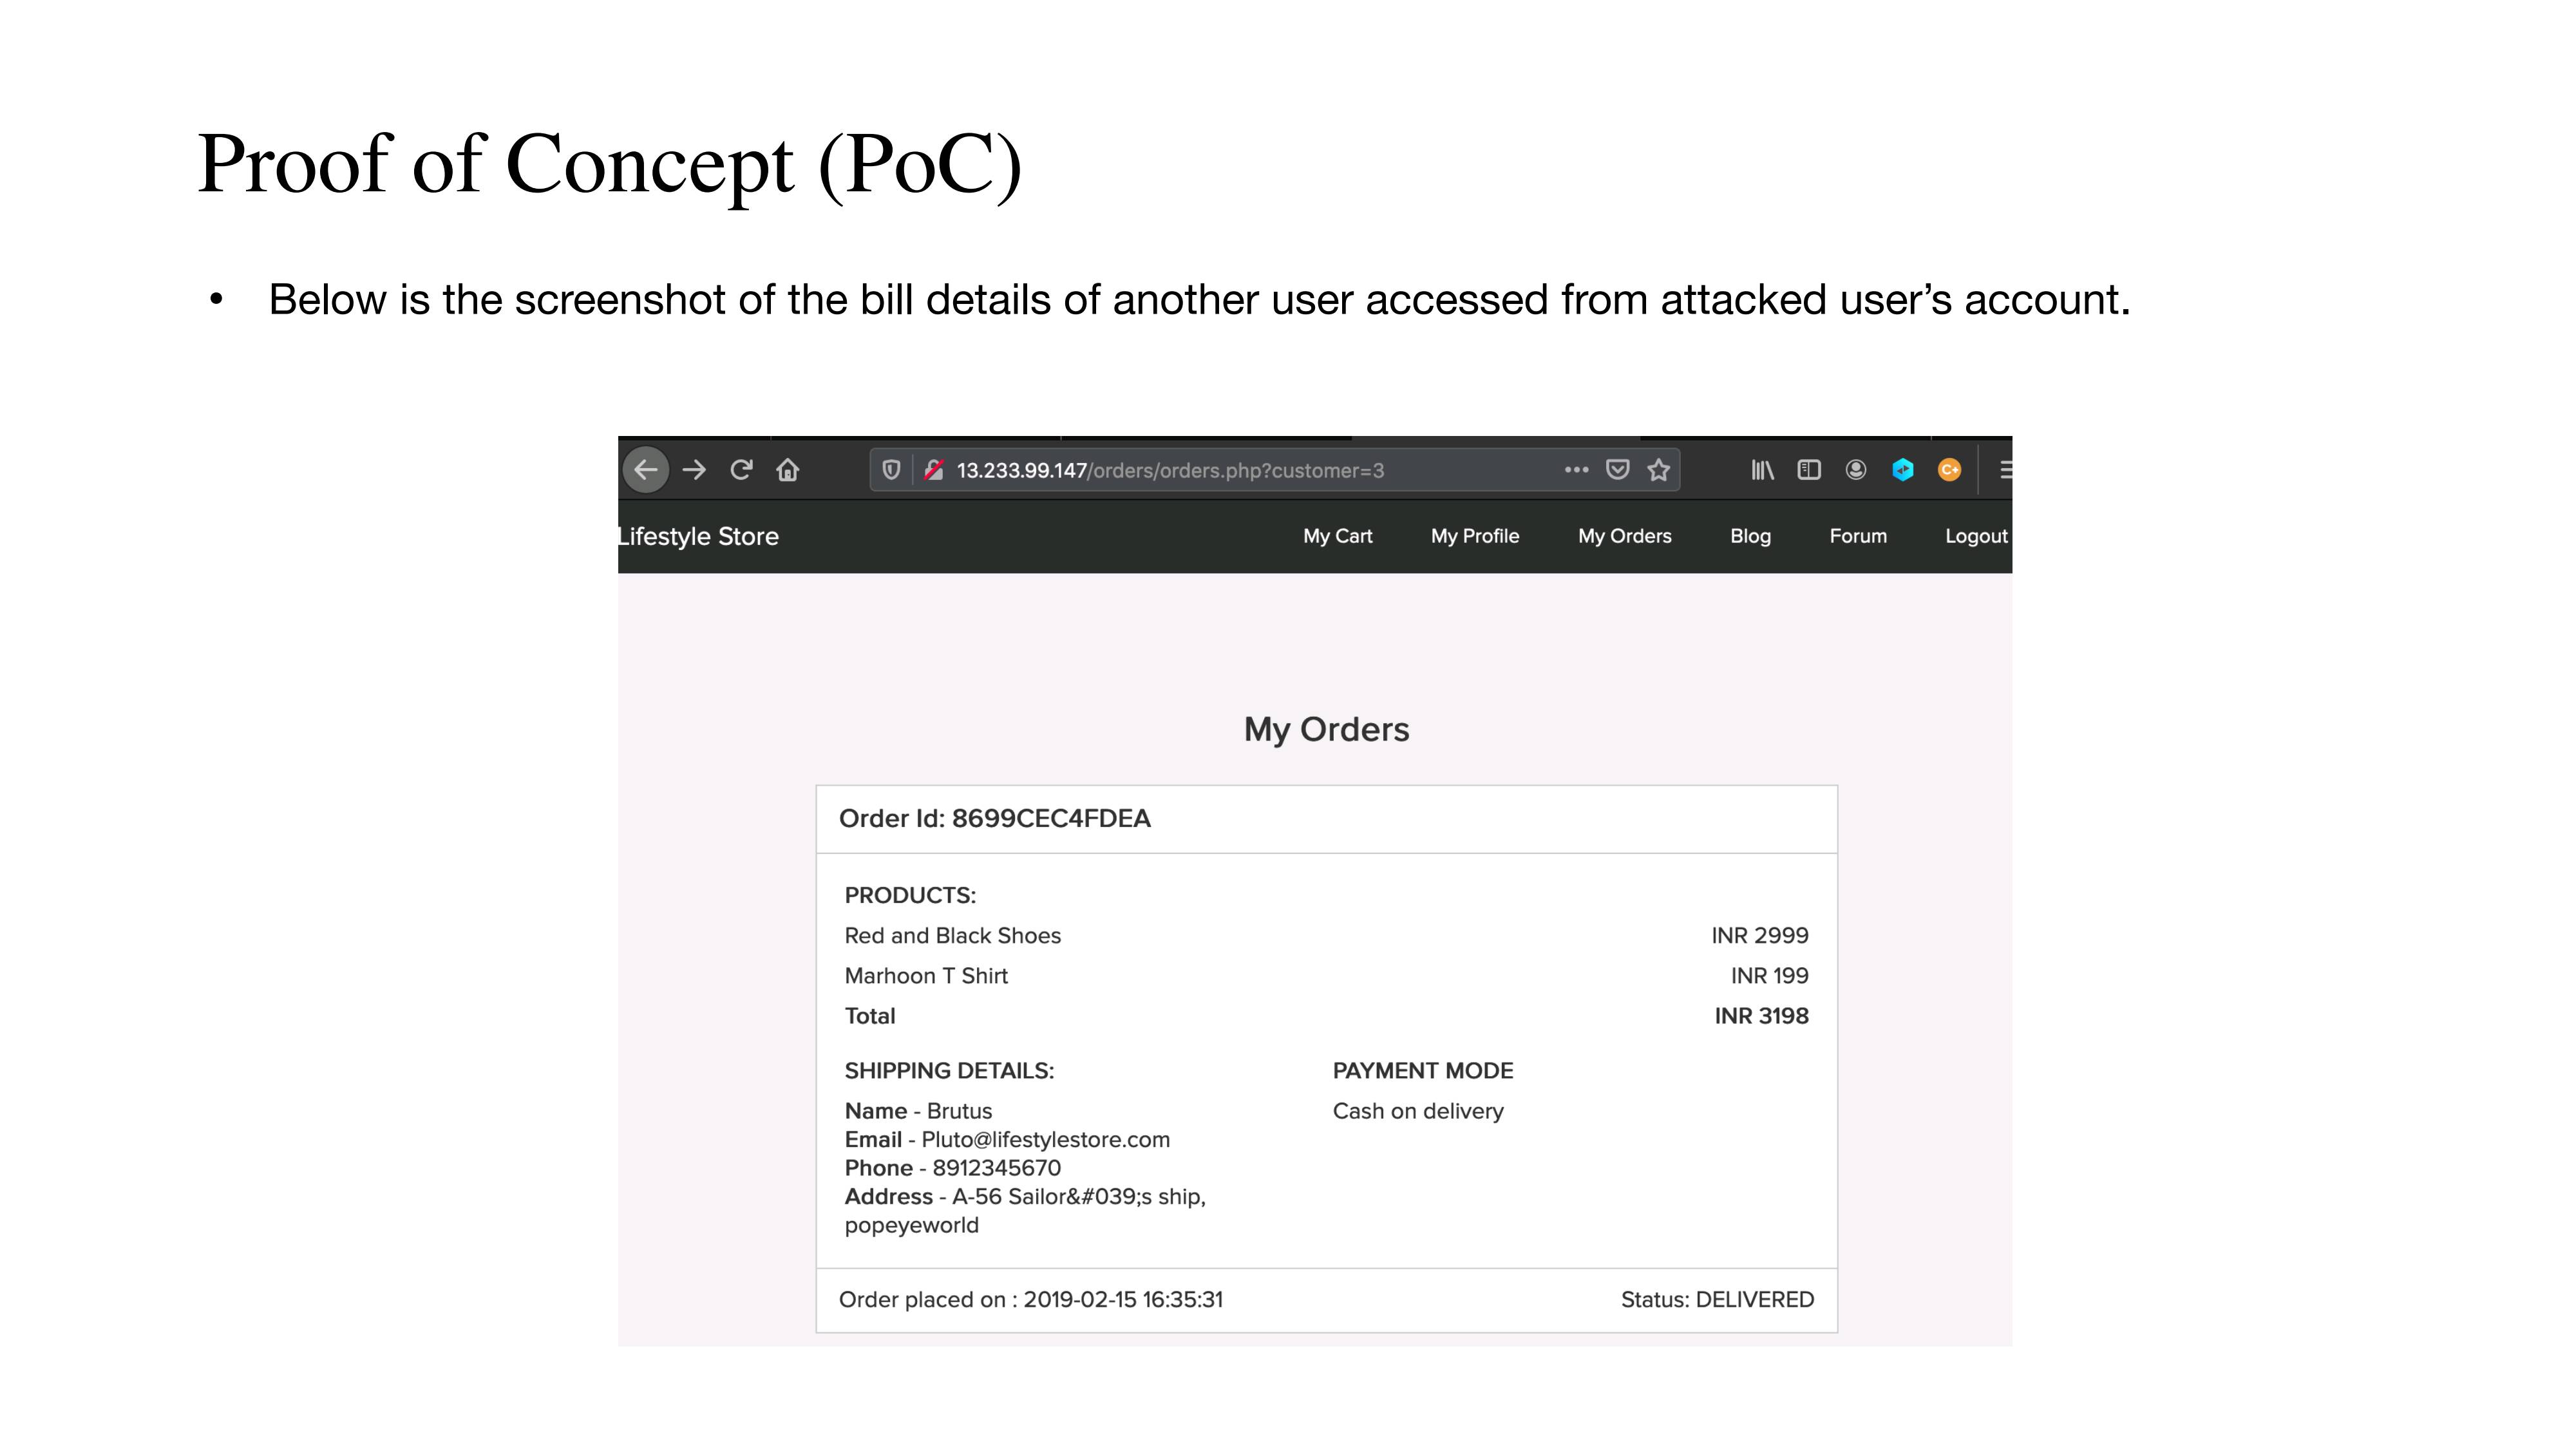 Proof of Concept (PoC)
• Below is the screenshot of the bill details of another user accessed from attacked user’s account.
13.233.99.147/orders/orders.php?customer=3
C+
Lifestyle Store My Cart My Profile My Orders Blog Forum Logout
My Orders
Order Id: 8699CEC4FDEA
PRODUCTS:
Red and Black Shoes INR 2999
Marhoon T Shirt INR 199
Total INR 3198
SHIPPING DETAILS: PAYMENT MODE
Name - Brutus Cash on delivery
Email - Pluto@lifestylestore.com
Phone - 8912345670
Address - A-56 Sailor&#039;s ship,
popeyeworld
Order placed on : 2019-02-15 16:35:31 Status: DELIVERED